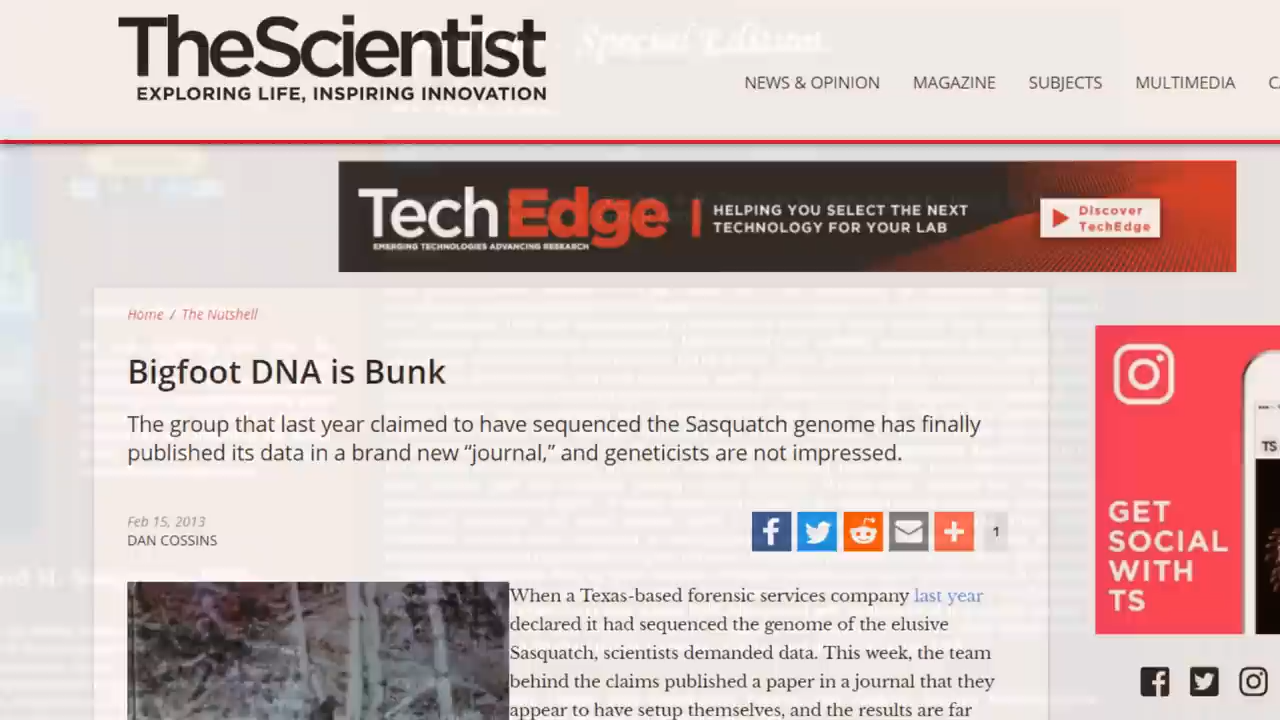 TheScientist
EXPLORING LIFE, INSPIRING INNOVATION
Special Edition
NEWS & OPINION MAGAZINE SUBJECTS MULTIMEDIA
Tech Edge
EMERGING TECHNOLOGIES ADVANCING RESEARCH
HELPING YOU SELECT THE NEXT
TECHNOLOGY FOR YOUR LAB
Discover
TechEdge
Home / The Nutshell
Bigfoot DNA is Bunk
The group that last year claimed to have sequenced the Sasquatch genome has finally
published its data in a brand new “journal,” and geneticists are not impressed.
Feb 15, 2013
DAN COSSINS
1
When a Texas-based forensic services company last year
declared it had sequenced the genome of the elusive
Sasquatch, scientists demanded data. This week, the team
behind the claims published a paper in a journal that they
appear to have setup themselves, and the results are far
TS
GET
SOCIAL
WITH
TS